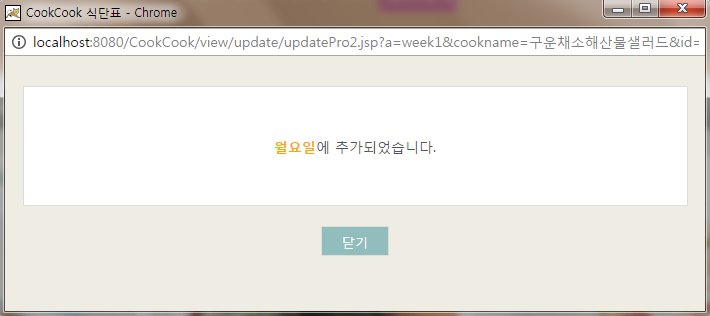 CookCook 식단표 - Chrome
localhost:8080/CookCook/view/update/updatePro2.jsp?a=week1&cookname=구운채소해산물샐러드&id=
월요일에 추가되었습니다.
닫기